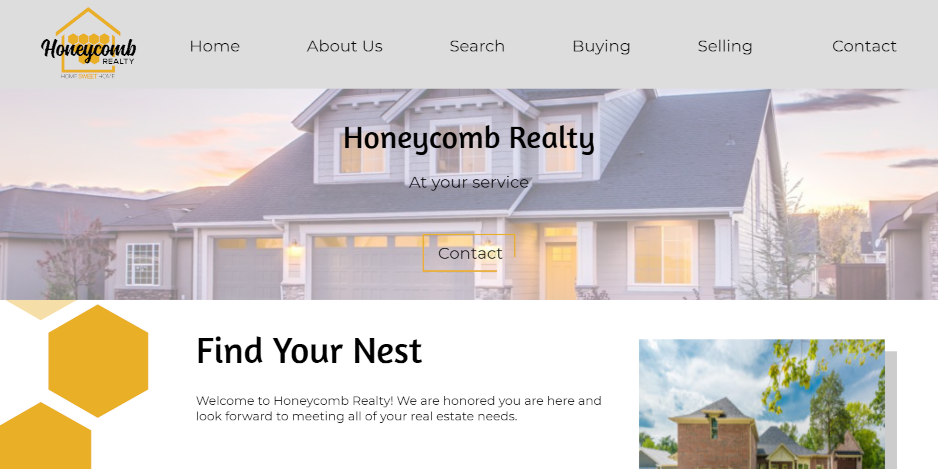 Honeycomb
REALTY
HOME SWEET HOME
Home
About Us
Search
Buying
Selling
Contact
Honeycomb Realty
At your service
Contact
Find Your Nest
Welcome to Honeycomb Realty! We are honored you are here and
look forward to meeting all of your real estate needs.